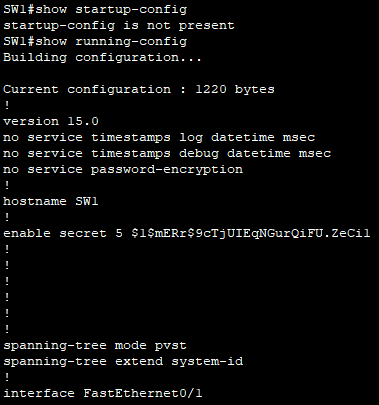 SW1#show startup-config
startup-config is not present
SW1#show running-config
Building configuration...
Current configuration : 1220 bytes
!
version 15.0
no service timestamps log datetime msec
no service timestamps debug datetime msec
no service password-encryption
!
hostname SW1
!
enable secret 5 $1$mERr$9cTjUIEqNGurQiFU.ZeCi1
!
!
!
!
!
!
spanning-tree mode pvst
spanning-tree extend system-id
!
interface FastEthernet0/1